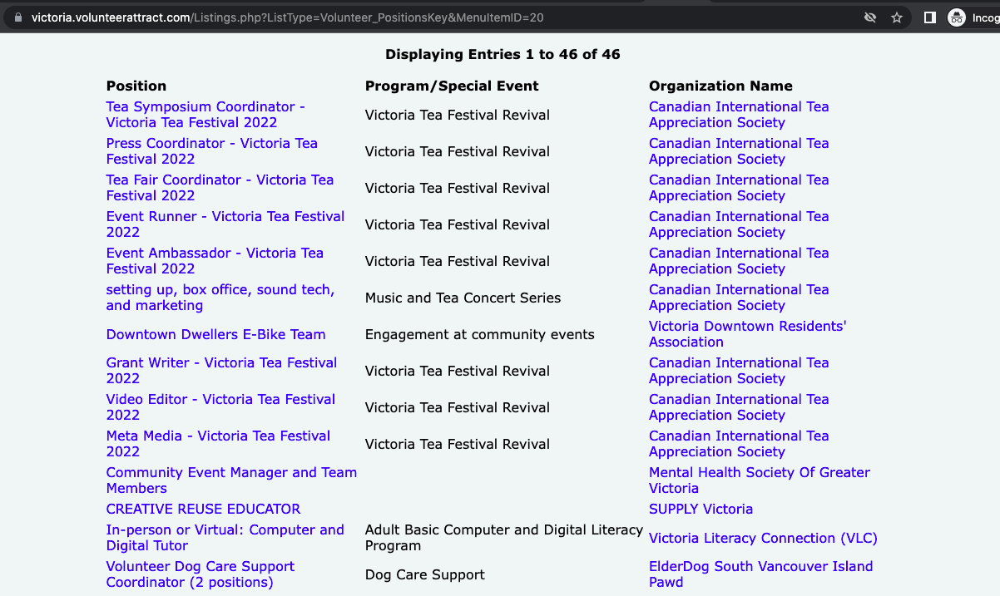 victoria.volunteerattract.com/Listings.php?ListType=Volunteer_PositionsKey&MenuItemID=20
Incog
Displaying Entries 1 to 46 of 46
Position Program/Special Event Organization Name
Tea Symposium Coordinator -
Victoria Tea Festival 2022
Victoria Tea Festival Revival
Canadian International Tea
Appreciation Society
Press Coordinator - Victoria Tea
Festival 2022
Victoria Tea Festival Revival
Canadian International Tea
Appreciation Society
Tea Fair Coordinator - Victoria Tea
Festival 2022
Victoria Tea Festival Revival
Canadian International Tea
Appreciation Society
Event Runner - Victoria Tea Festival
2022
Victoria Tea Festival Revival
Canadian International Tea
Appreciation Society
Event Ambassador - Victoria Tea
Festival 2022
Victoria Tea Festival Revival
Canadian International Tea
Appreciation Society
setting up, box office, sound tech,
and marketing
Music and Tea Concert Series
Canadian International Tea
Appreciation Society
Downtown Dwellers E-Bike Team
Engagement at community events
Victoria Downtown Residents'
Association
Grant Writer - Victoria Tea Festival
2022
Victoria Tea Festival Revival
Canadian International Tea
Appreciation Society
Video Editor - Victoria Tea Festival
2022
Victoria Tea Festival Revival
Canadian International Tea
Appreciation Society
Meta Media - Victoria Tea Festival
2022
Victoria Tea Festival Revival
Canadian International Tea
Appreciation Society
Community Event Manager and Team
Members
Mental Health Society Of Greater
Victoria
CREATIVE REUSE EDUCATOR
SUPPLY Victoria
In-person or Virtual: Computer and
Digital Tutor
Adult Basic Computer and Digital Literacy
Program
Victoria Literacy Connection (VLC)
Volunteer Dog Care Support
Coordinator (2 positions)
Dog Care Support
ElderDog South Vancouver Island
Pawd